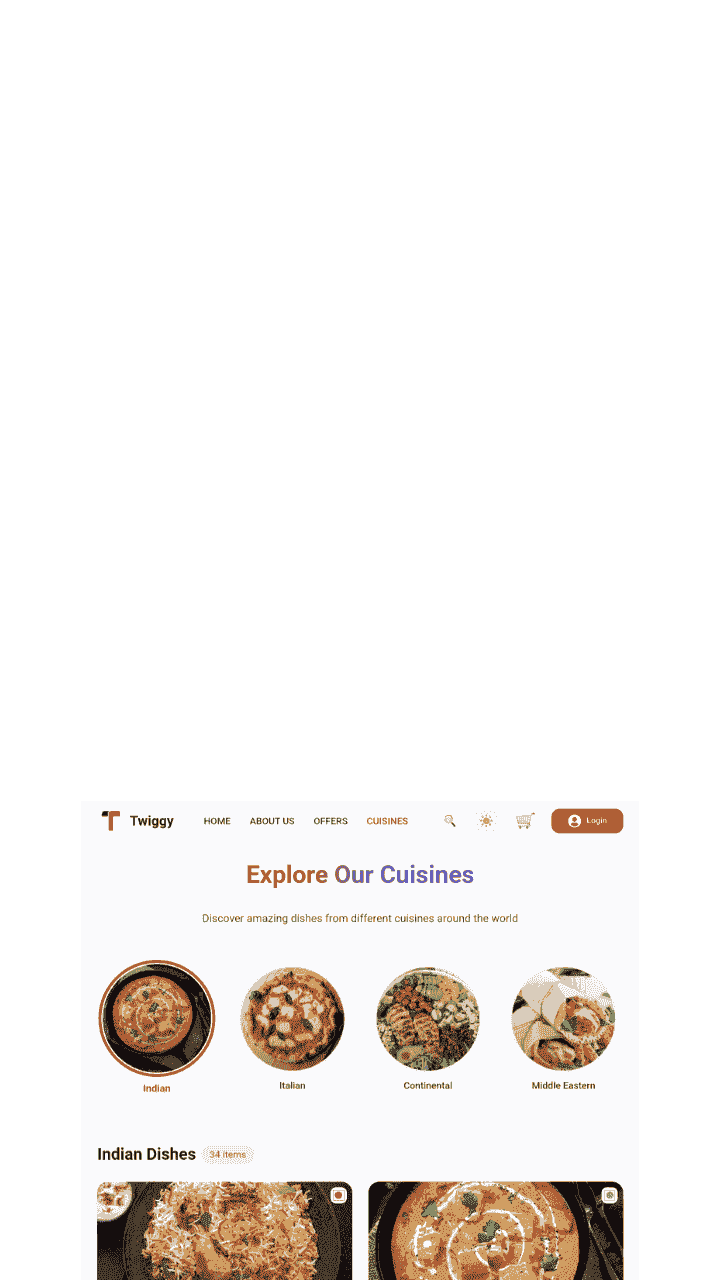 Twiggy HOME ABOUT US OFFERS CUISINES Login
Explore Our Cuisines
Discover amazing dishes from different cuisines around the world
Indian Italian Continental Middle Eastern
Indian Dishes 34 items